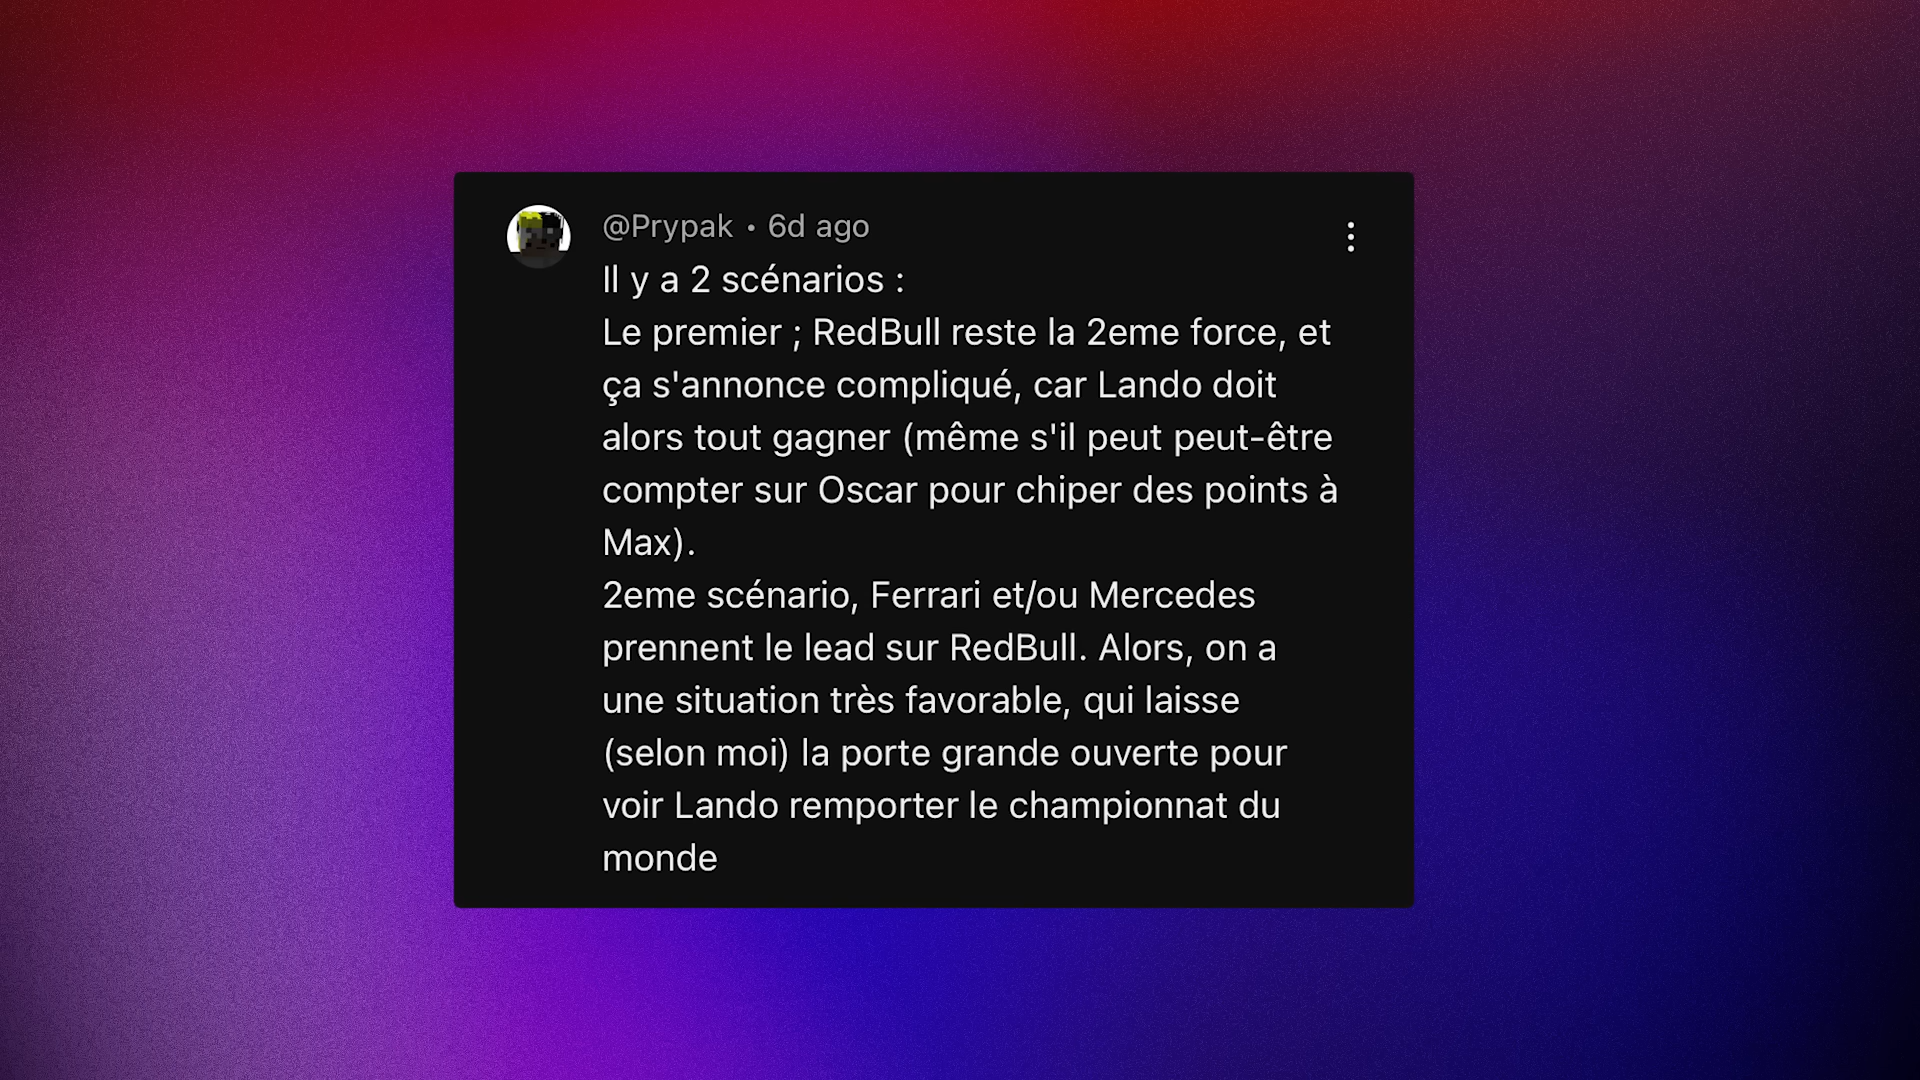 @Prypak • 6d ago
Il y a 2 scénarios :
Le premier ; RedBull reste la 2eme force, et
ça s'annonce compliqué, car Lando doit
alors tout gagner (même s'il peut peut-être
compter sur Oscar pour chiper des points à
Max).
2eme scénario, Ferrari et/ou Mercedes
prennent le lead sur RedBull. Alors, on a
une situation très favorable, qui laisse
(selon moi) la porte grande ouverte pour
voir Lando remporter le championnat du
monde